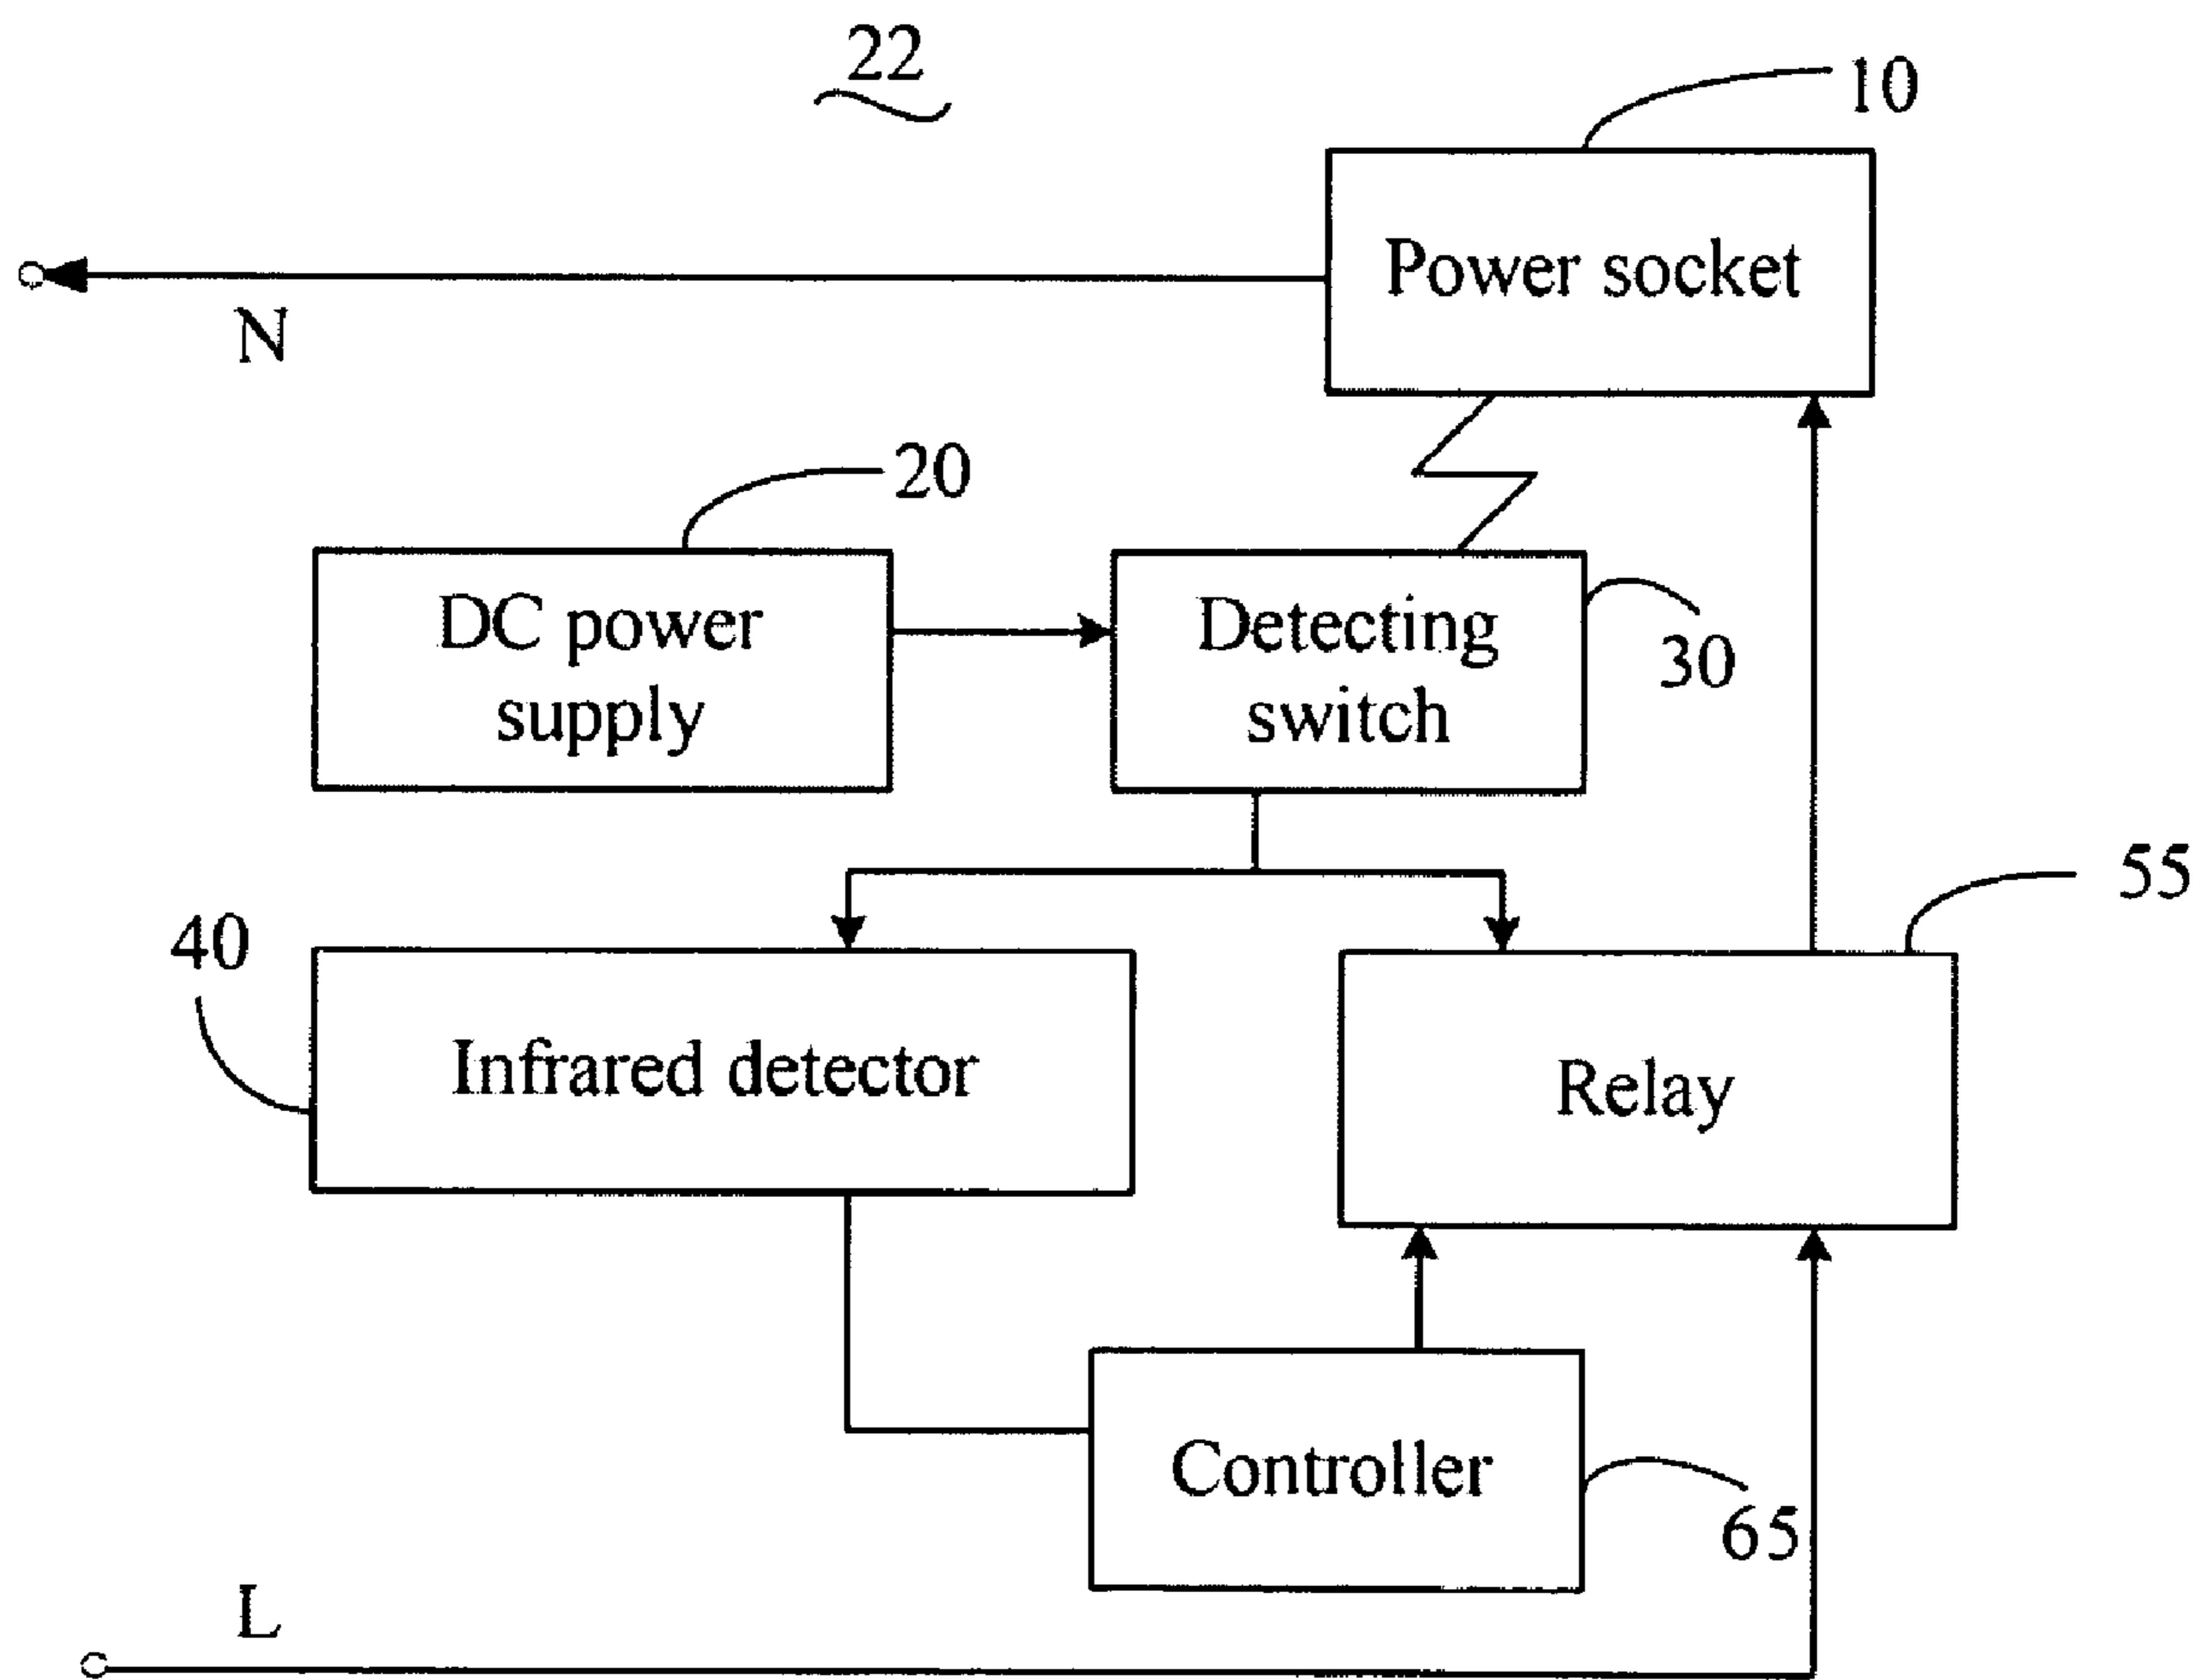 22
10
Power socket
N
20
DC power
supply
Detecting
switch
30
55
40
Infrared detector
Relay
Controller
65
L